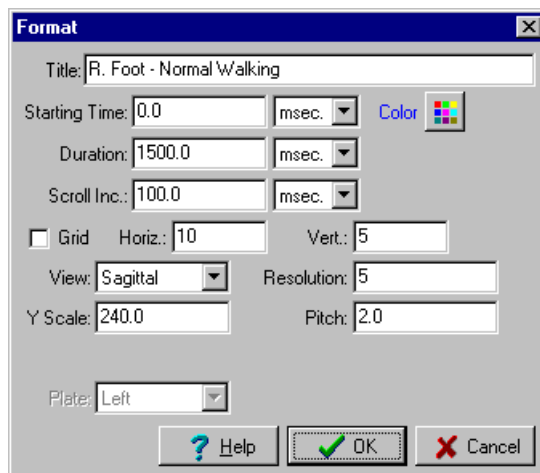 Format
Title: R. Foot - Normal Walking
Starting Time: 0.0 msec. Color
Duration: 1500.0 msec.
Scroll Inc.: 100.0 msec.
Grid Horiz.: 10 Vert.: 5
View: Sagittal Resolution: 5
Y Scale: 240.0 Pitch: 2.0
Plate: Left
? Help OK Cancel